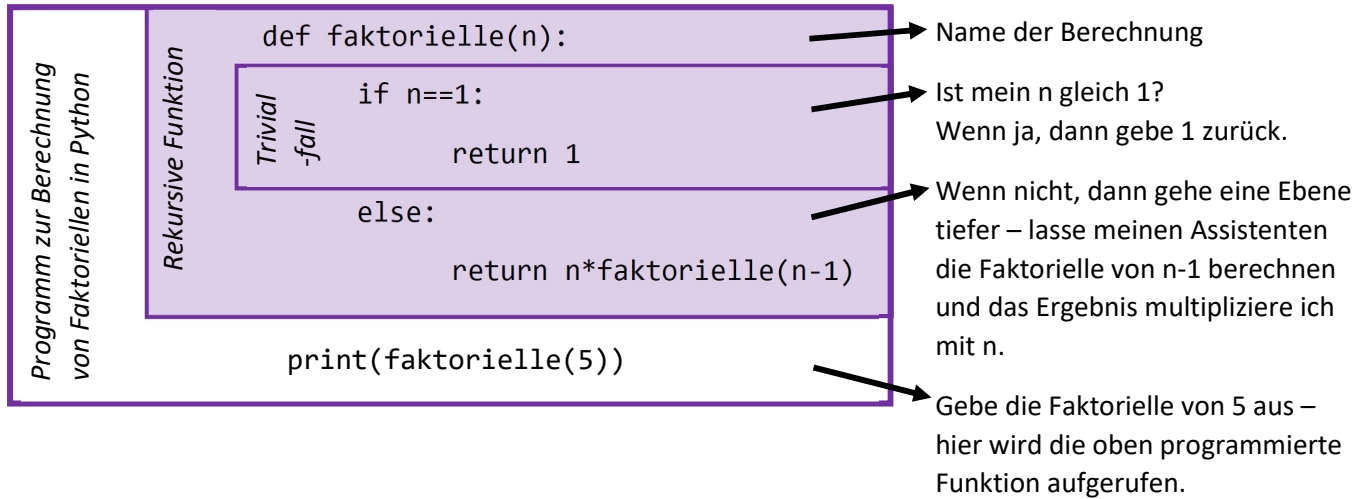 Programm zur Berechnung
von Faktoriellen in Python
Rekursive Funktion
def faktorielle(n):
Trivial
-fall
if n==1:
return 1
else:
return n*faktorielle(n-1)
print(faktorielle(5))
Name der Berechnung
Ist mein n gleich 1?
Wenn ja, dann gebe 1 zurück.
Wenn nicht, dann gehe eine Ebene
tiefer – lasse meinen Assistenten
die Faktorielle von n-1 berechnen
und das Ergebnis multipliziere ich
mit n.
Gebe die Faktorielle von 5 aus –
hier wird die oben programmierte
Funktion aufgerufen.